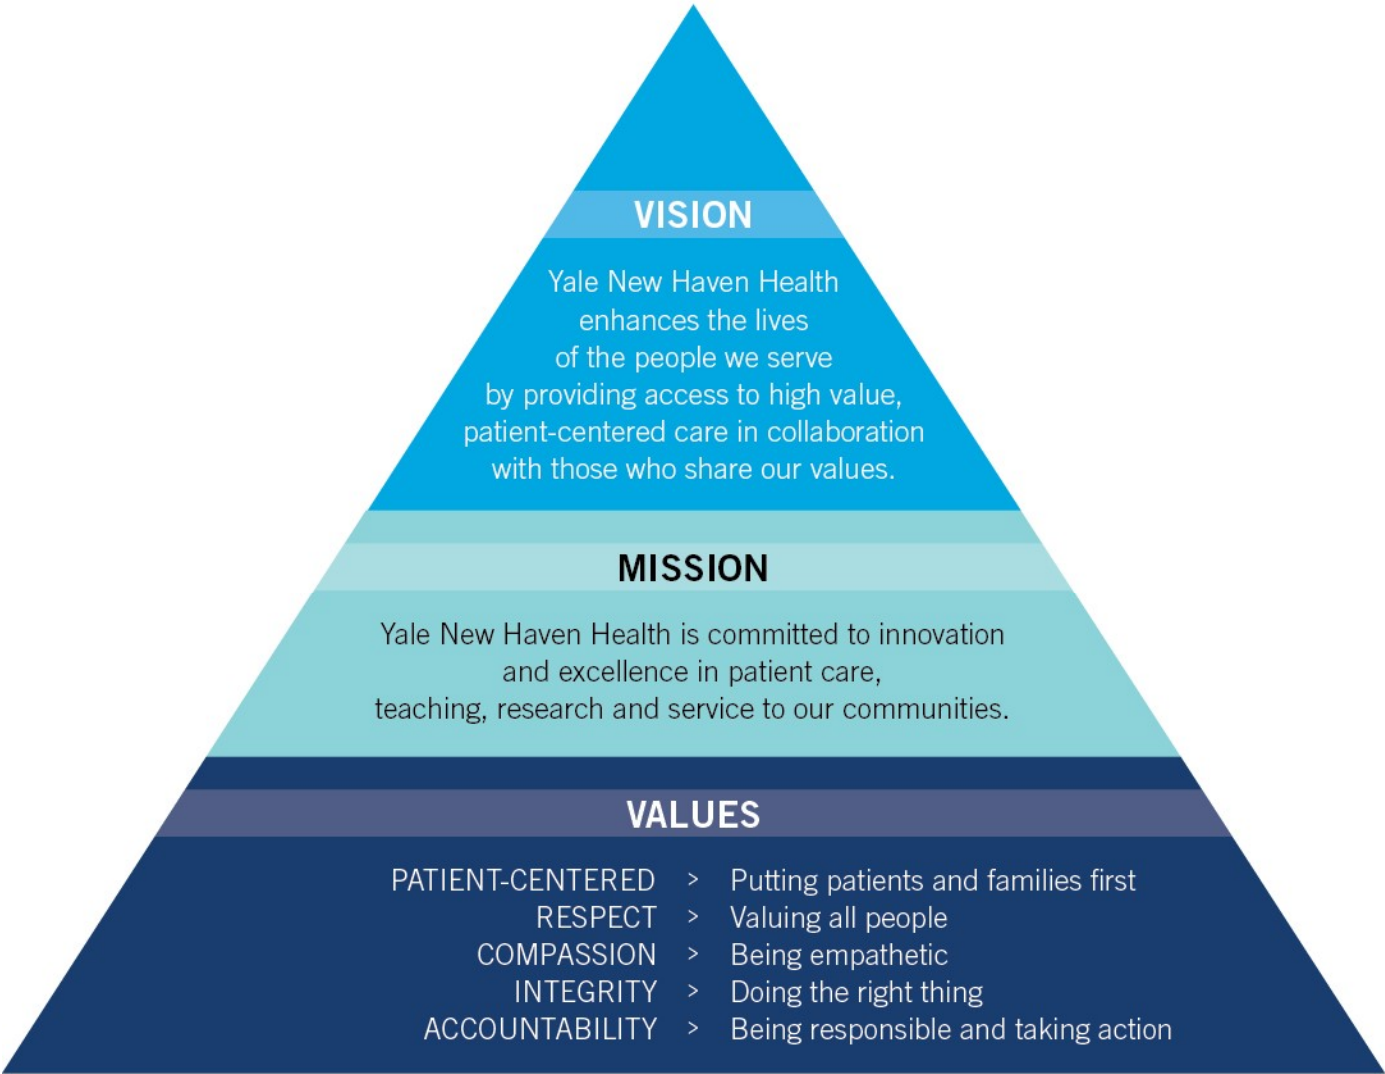 VISION
Yale New Haven Health
enhances the lives
of the people we serve
by providing access to high value,
patient-centered care in collaboration
with those who share our values.
MISSION
Yale New Haven Health is committed to innovation
and excellence in patient care,
teaching, research and service to our communities.
VALUES
PATIENT-CENTERED > Putting patients and families first
RESPECT > Valuing all people
COMPASSION > Being empathetic
INTEGRITY > Doing the right thing
ACCOUNTABILITY > Being responsible and taking action